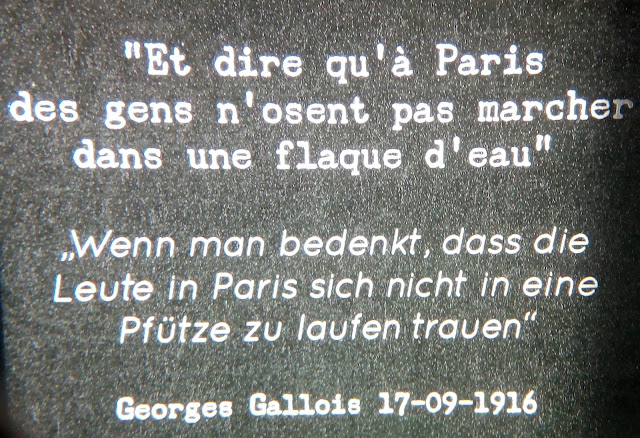 "Et dire qu'à Paris
des gens n'osent pas marcher
dans une flaque d'eau"
„Wenn man bedenkt, dass die
Leute in Paris sich nicht in eine
Pfütze zu laufen trauen“
Georges Gallois 17-09-1916